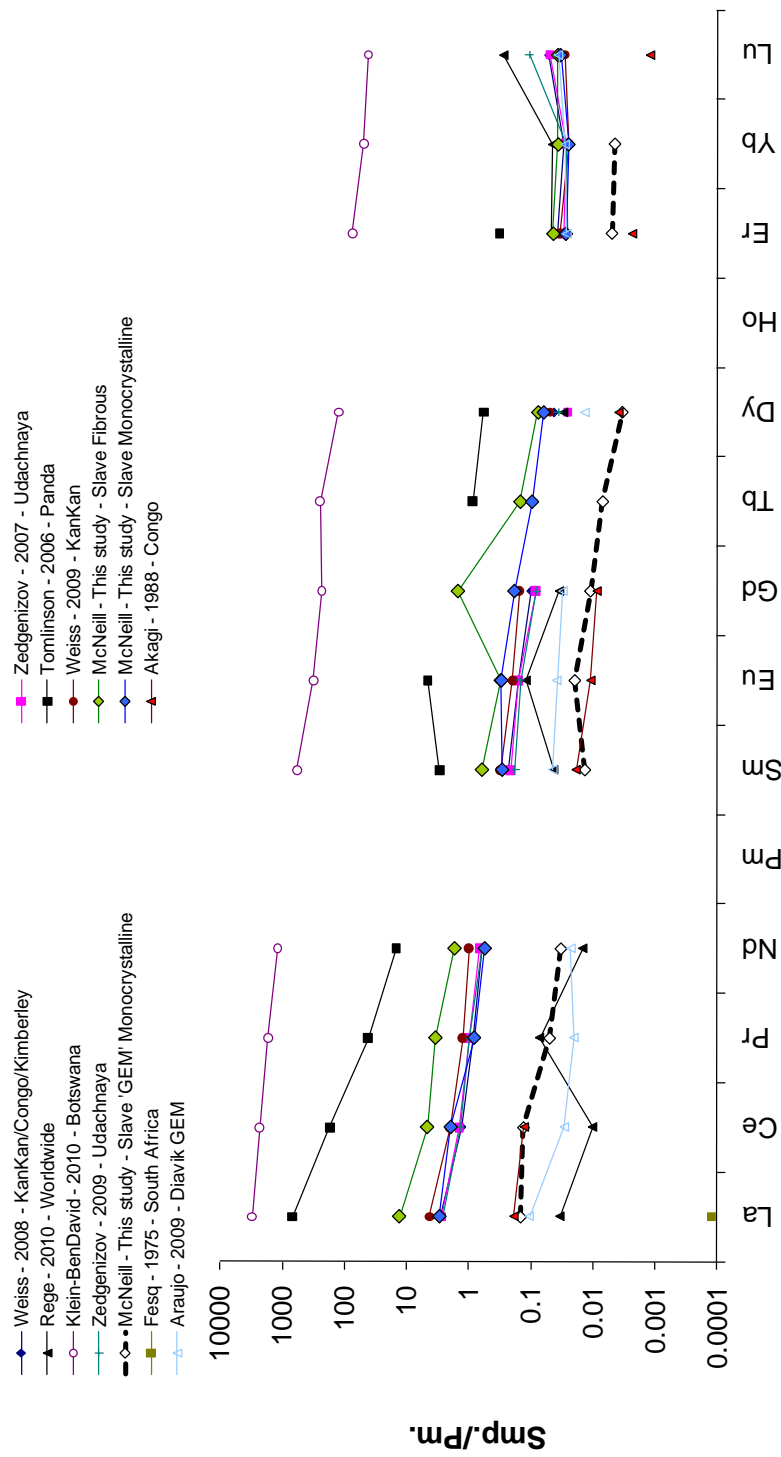 Weiss - 2008 - KanKan/Congo/Kimberley
Rege - 2010 - Worldwide
Klein-BenDavid - 2010 - Botswana
Zedgenizov - 2009 - Udachnaya
McNeill - This study - Slave 'GEM' Monocrystalline
Fesq - 1975 - South Africa
Araujo - 2009 - Diavik GEM
Zedgenizov - 2007 - Udachnaya
Tomlinson - 2006 - Panda
Weiss - 2009 - KanKan
McNeill - This study - Slave Fibrous
McNeill - This study - Slave Monocrystalline
Akagi - 1988 - Congo
Smp./Pm.
10000
1000
100
10
1
0.1
0.01
0.001
0.0001
La
Ce
Pr
Nd
Pm
Sm
Eu
Gd
Tb
Dy
Ho
Er
Yb
Lu